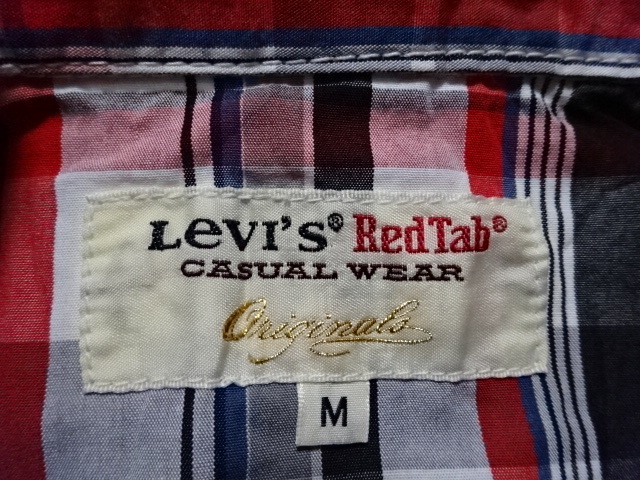 Levi's® RedTab®
CASUAL WEAR
Originals
M